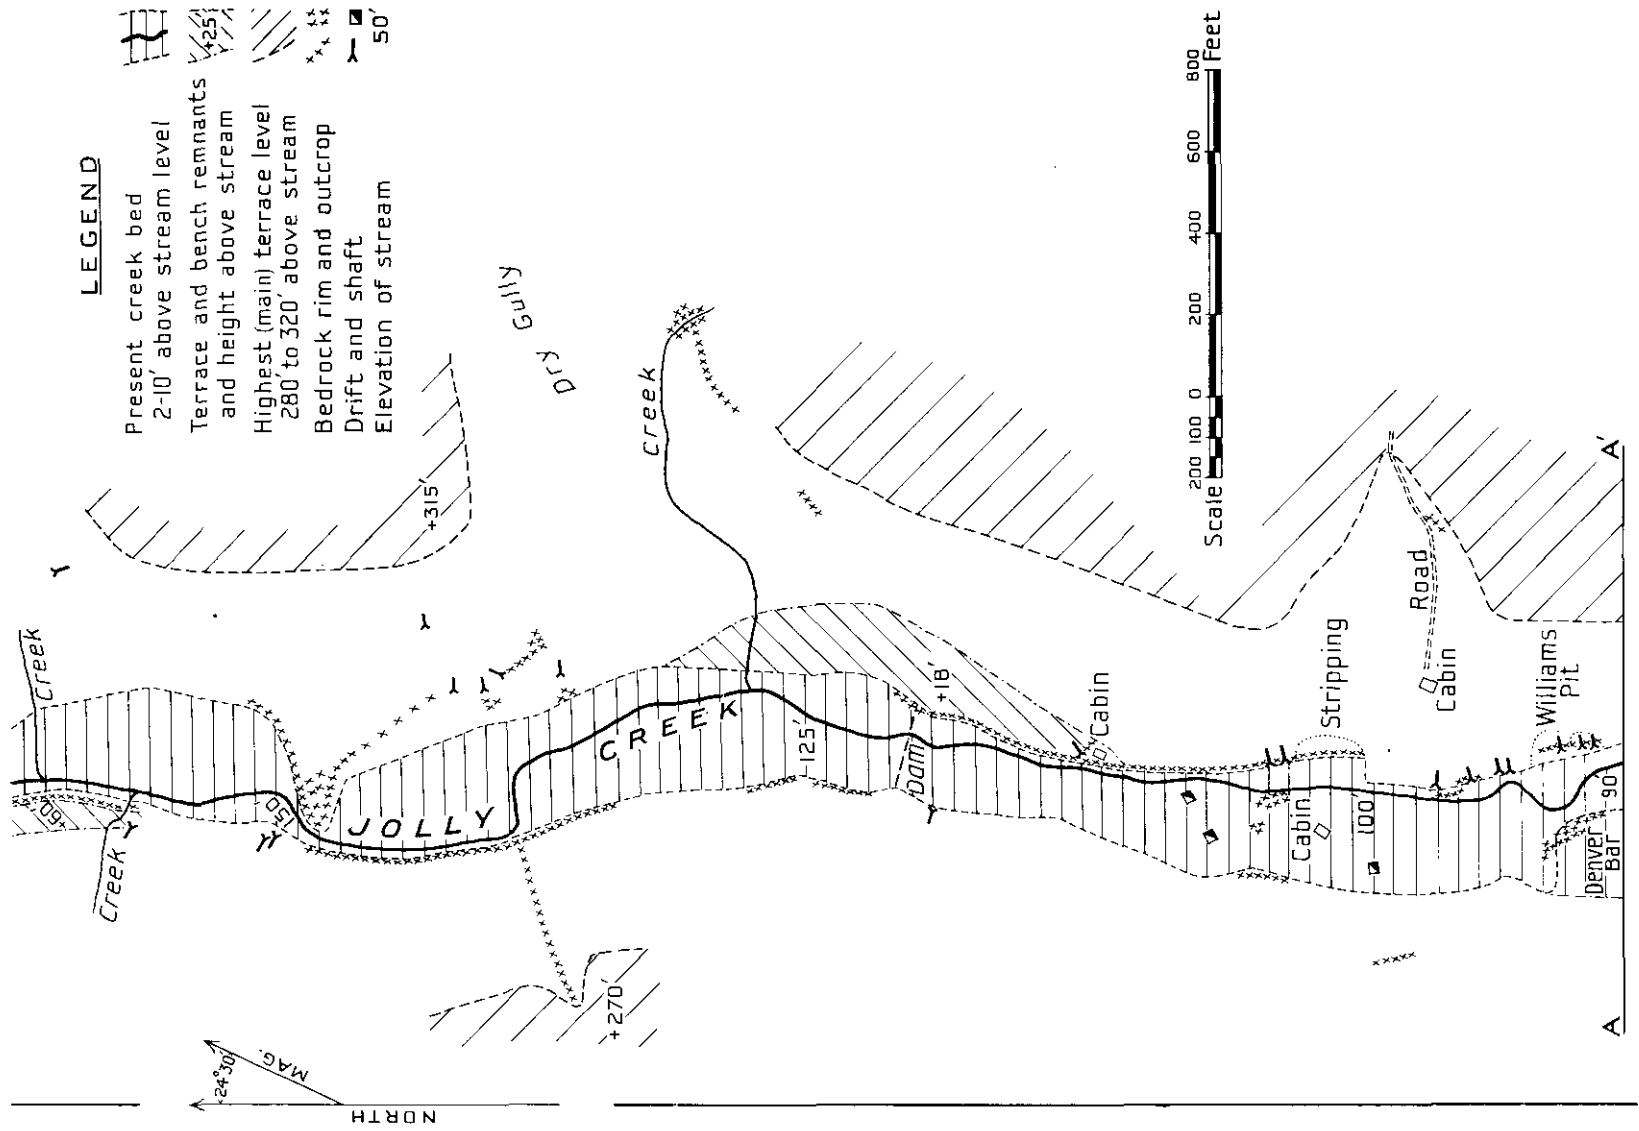 LEGEND
Present creek bed
2-10' above stream level
Terrace and bench remnants
and height above stream
+25'
Highest (main) terrace level
280' to 320' above stream
Bedrock rim and outcrop
Drift and shaft
Elevation of stream
50'
Creek
Creek
+60'
150'
JOLLY
CREEK
+315'
Dry Gully
Creek
125'
Dam
+18'
Cabin
+270'
24°30'
MAG.
NORTH
Stripping
Cabin
100'
Road
Cabin
Williams
Pit
Denver
Bar
90'
A
A'
Scale
200 100 0 200 400 600 800
Feet